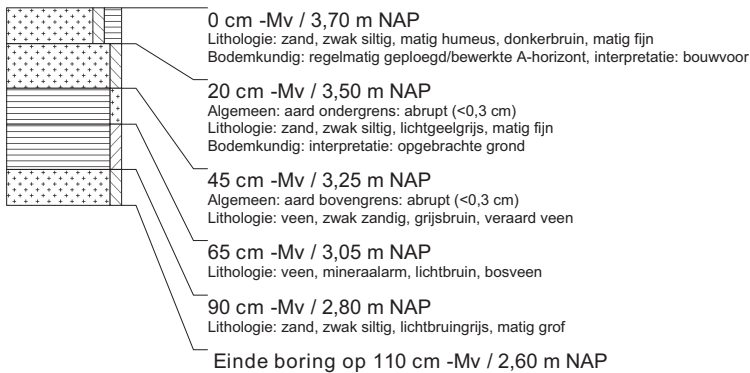 0 cm -Mv / 3,70 m NAP
Lithologie: zand, zwak siltig, matig humeus, donkerbruin, matig fijn
Bodemkundig: regelmatig geploegd/bewerkte A-horizont, interpretatie: bouwvoor
20 cm -Mv / 3,50 m NAP
Algemeen: aard ondergrens: abrupt (<0,3 cm)
Lithologie: zand, zwak siltig, lichtgeelgrijs, matig fijn
Bodemkundig: interpretatie: opgebrachte grond
45 cm -Mv / 3,25 m NAP
Algemeen: aard bovengrens: abrupt (<0,3 cm)
Lithologie: veen, zwak zandig, grijsbruin, veraard veen
65 cm -Mv / 3,05 m NAP
Lithologie: veen, mineraalarm, lichtbruin, bosveen
90 cm -Mv / 2,80 m NAP
Lithologie: zand, zwak siltig, lichtbruingrijs, matig grof
Einde boring op 110 cm -Mv / 2,60 m NAP